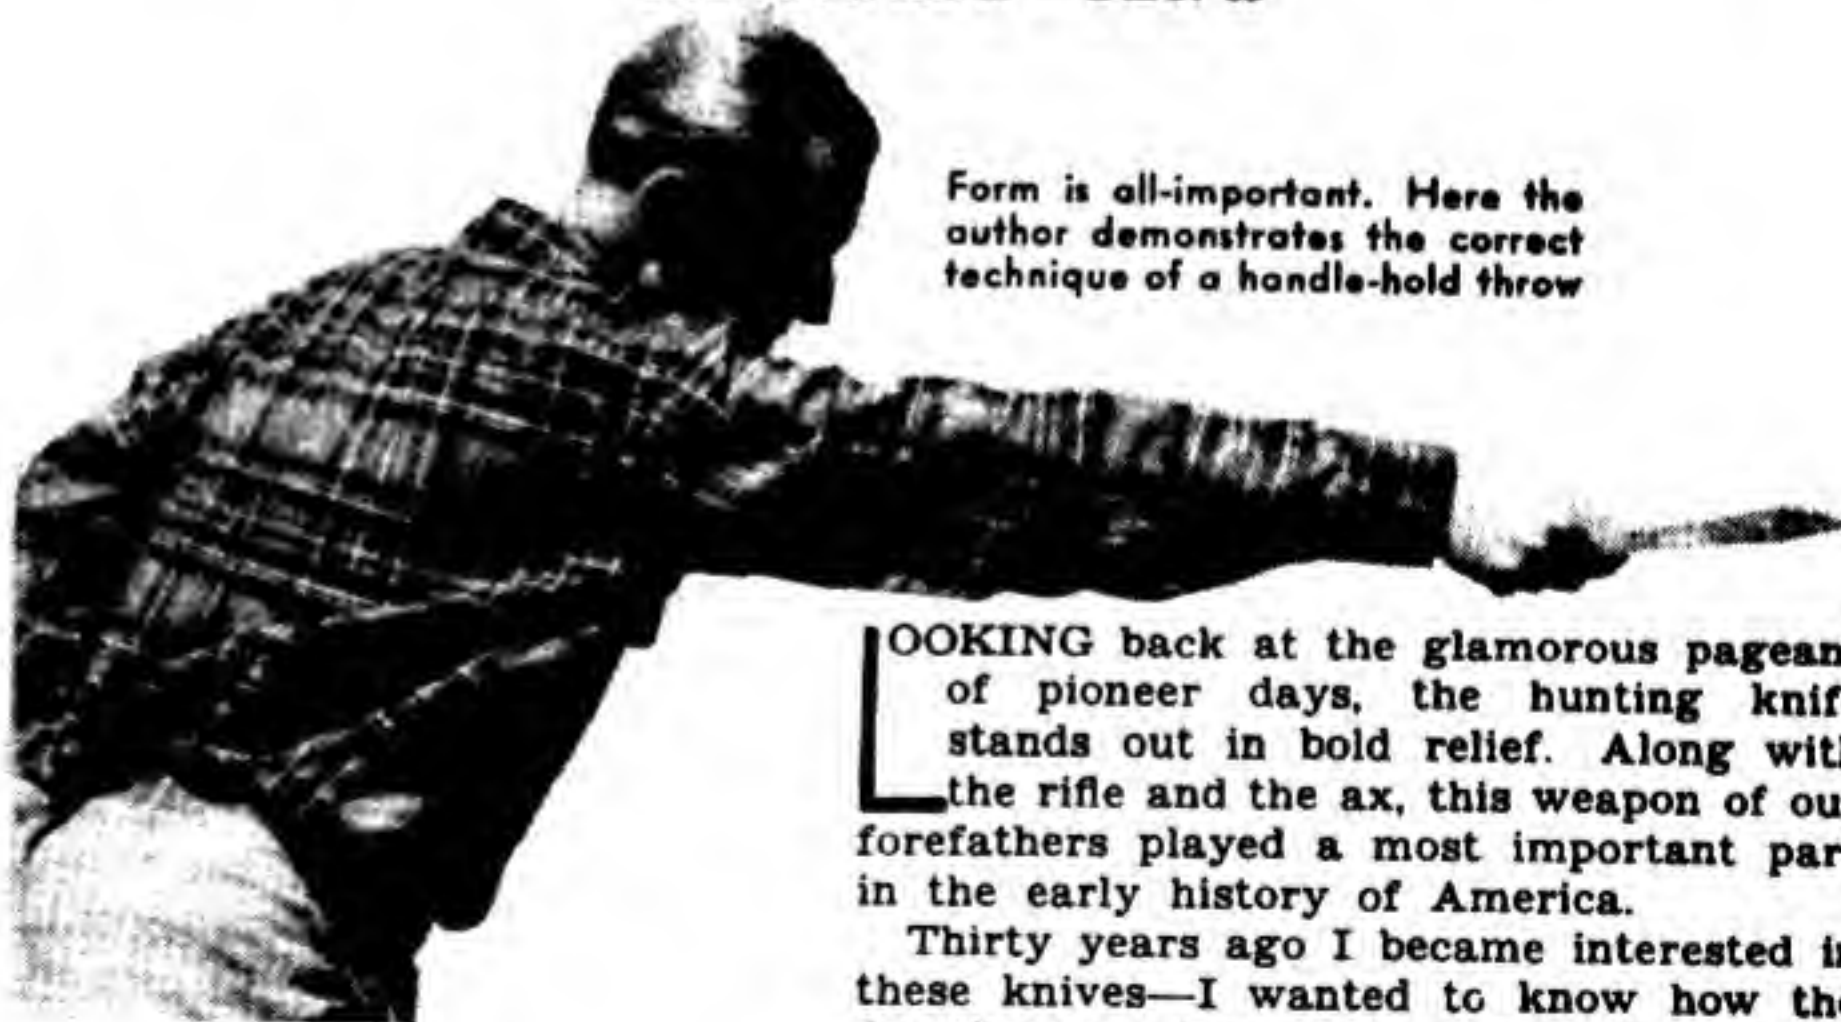 Form is all-important. Here the
author demonstrates the correct
technique of a handle-hold throw
LOOKING back at the glamorous pagean
of pioneer days, the hunting knif
stands out in bold relief. Along wit
the rifle and the ax, this weapon of ou
forefathers played a most important par
in the early history of America.
Thirty years ago I became interested i
these knives—I wanted to know how th